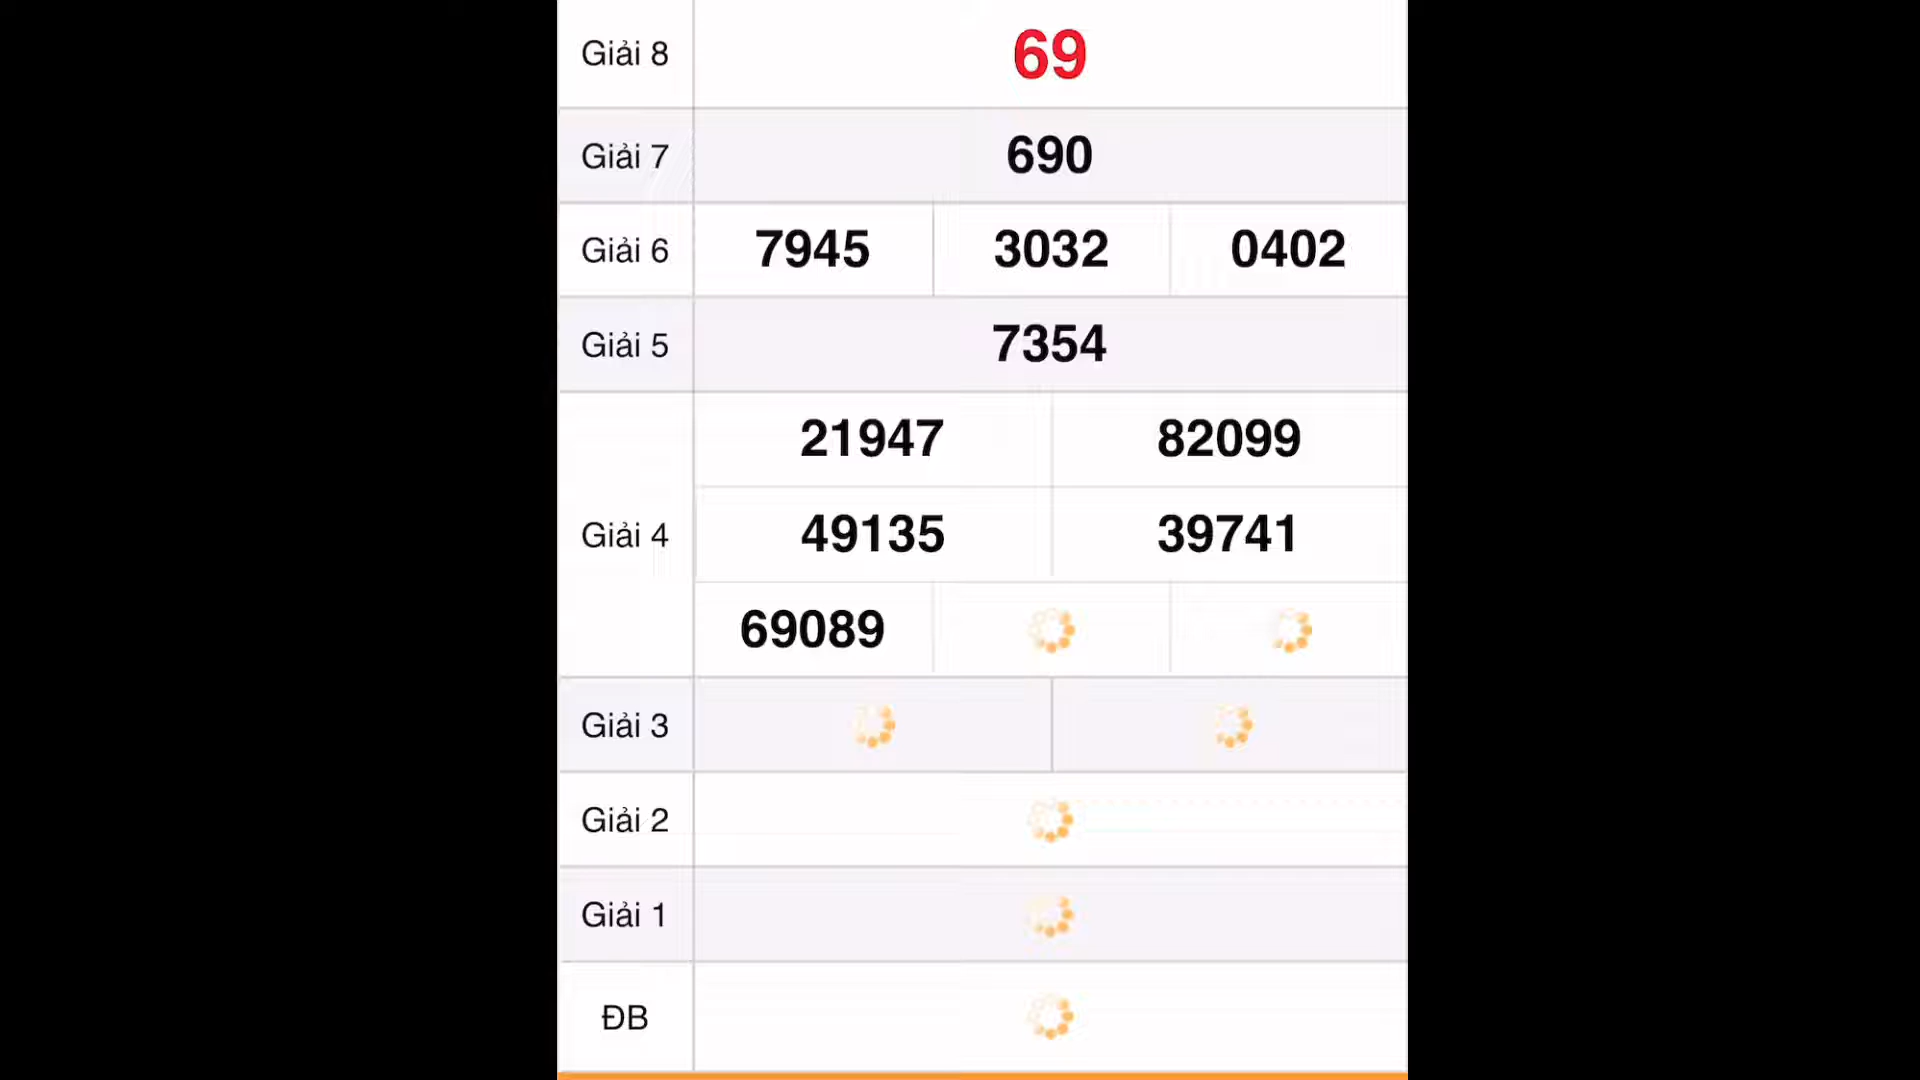 Giải 8 69
Giải 7 690
Giải 6 7945 3032 0402
Giải 5 7354
21947 82099
Giải 4 49135 39741
69089
Giải 3
Giải 2
Giải 1
ĐB